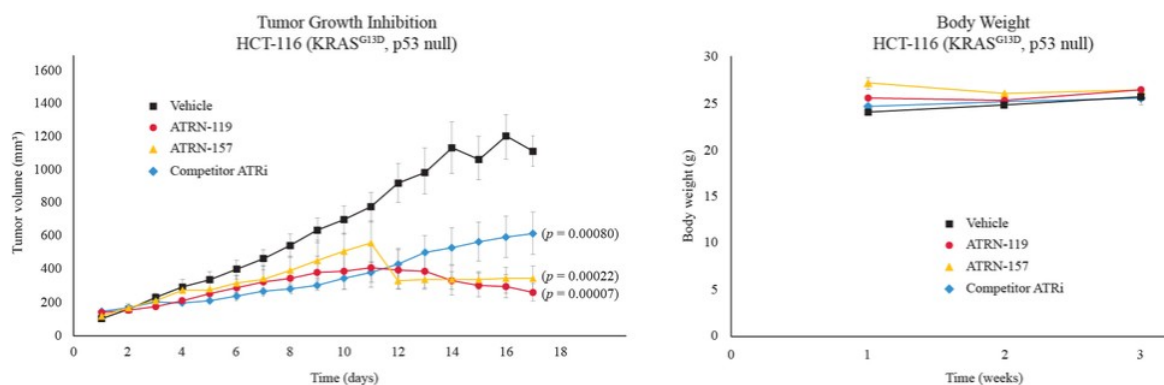 Tumor Growth Inhibition
HCT-116 (KRASᴳ¹³ᴰ, p53 null)
1600
1400
1200
1000
800
600
400
200
0
Tumor volume (mm³)
Vehicle
ATRN-119
ATRN-157
Competitor ATRi
(p = 0.00080)
(p = 0.00022)
(p = 0.00007)
0 2 4 6 8 10 12 14 16 18
Time (days)
Body Weight
HCT-116 (KRASᴳ¹³ᴰ, p53 null)
30
25
20
15
10
5
0
Body weight (g)
Vehicle
ATRN-119
ATRN-157
Competitor ATRi
0 1 2 3
Time (weeks)